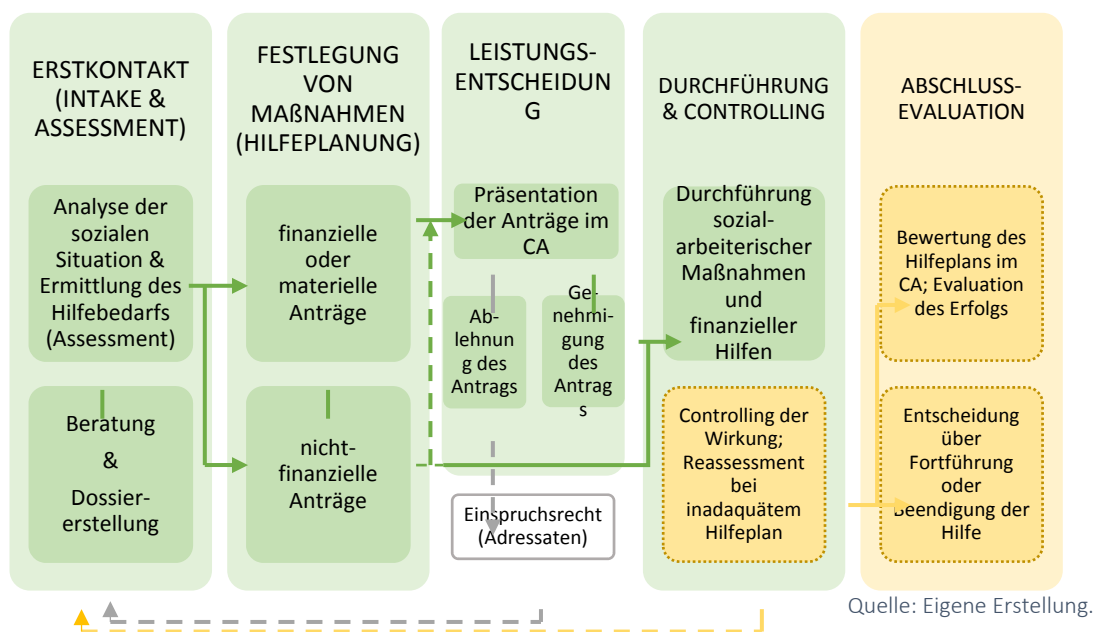 ERSTKONTAKT
(INTAKE &
ASSESSMENT)
Analyse der
sozialen
Situation &
Ermittlung des
Hilfebedarfs
(Assessment)
Beratung
&
Dossier-
erstellung
FESTLEGUNG
VON
MAßNAHMEN
(HILFEPLANUNG)
finanzielle
oder
materielle
Anträge
nicht-
finanzielle
Anträge
LEISTUNGS-
ENTSCHEIDUN
G
Präsentation
der Anträge im
CA
Ab-
lehnun
g des
Antrags
Ge-
nehmi-
gung
des
Antrag
s
Einspruchsrecht
(Adressaten)
DURCHFÜHRUNG
& CONTROLLING
Durchführung
sozial-
arbeiterischer
Maßnahmen
und
finanzieller
Hilfen
Controlling der
Wirkung;
Reassessment
bei
inadaquätem
Hilfeplan
ABSCHLUSS-
EVALUATION
Bewertung des
Hilfeplans im
CA; Evaluation
des Erfolgs
Entscheidung
über
Fortführung
oder
Beendigung der
Hilfe
Quelle: Eigene Erstellung.